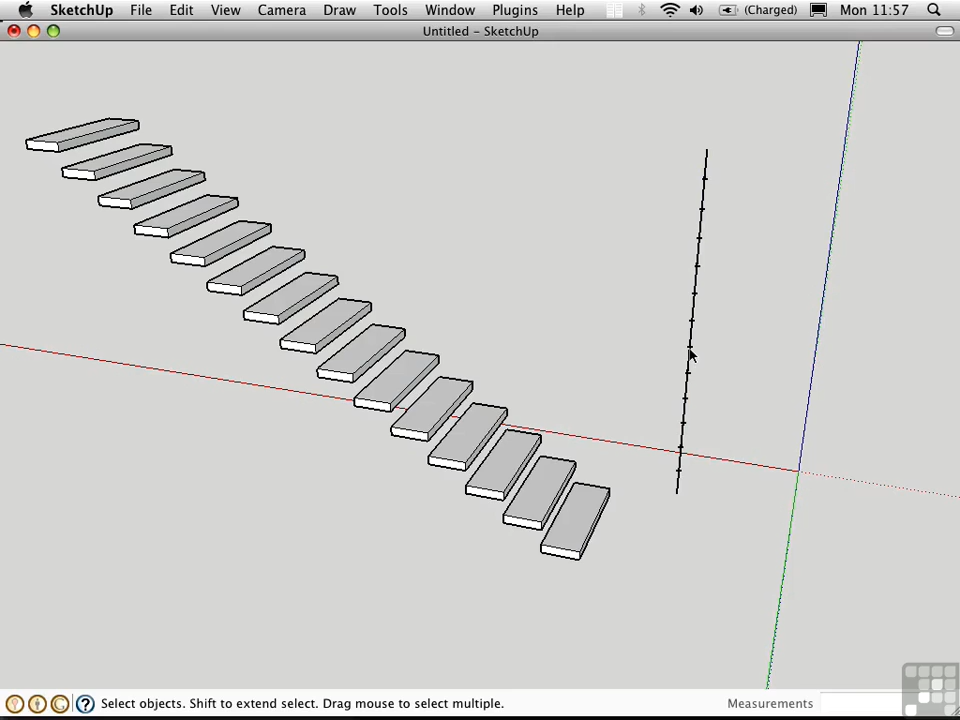 SketchUp File Edit View Camera Draw Tools Window Plugins Help (Charged) Mon 11:57
Untitled – SketchUp
Select objects. Shift to extend select. Drag mouse to select multiple. Measurements